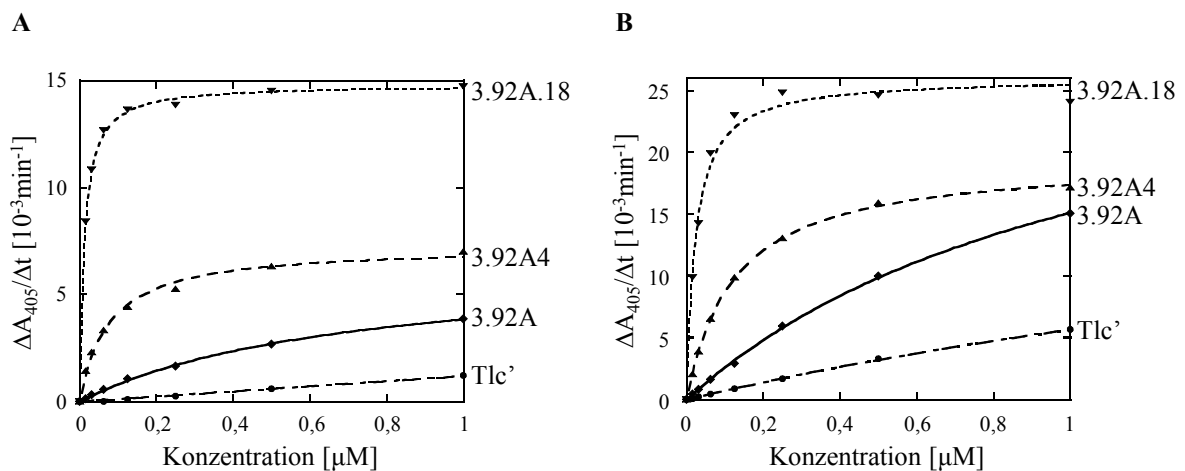 A
ΔA405/Δt [10-3min-1]
15
10
5
0
0
0,2
0,4
0,6
0,8
1
Konzentration [µM]
3.92A.18
3.92A4
3.92A
Tlc’
B
ΔA405/Δt [10-3min-1]
25
20
15
10
5
0
0
0,2
0,4
0,6
0,8
1
Konzentration [µM]
3.92A.18
3.92A4
3.92A
Tlc’